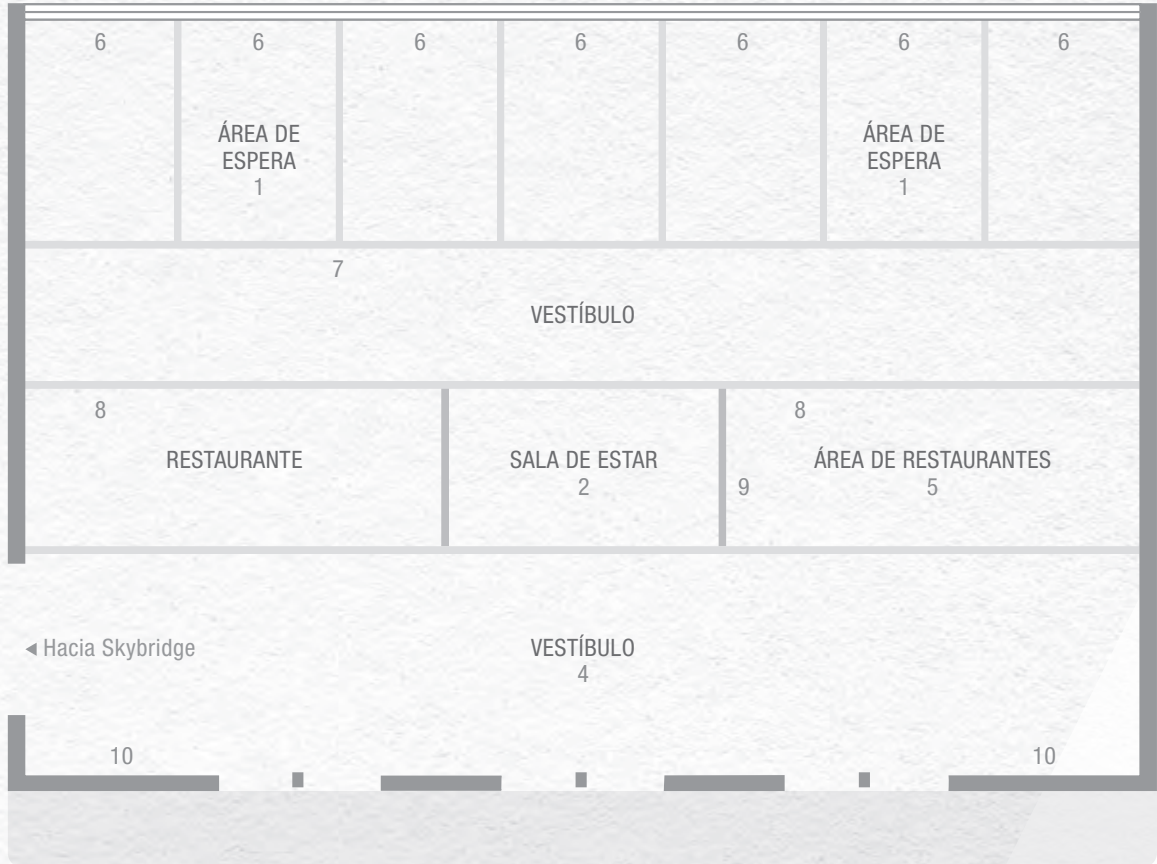 6 6 6 6 6 6 6
ÁREA DE
ESPERA
1
ÁREA DE
ESPERA
1
7
VESTÍBULO
8
RESTAURANTE
SALA DE ESTAR
2
8
ÁREA DE RESTAURANTES
9 5
◂ Hacia Skybridge
VESTÍBULO
4
10 10